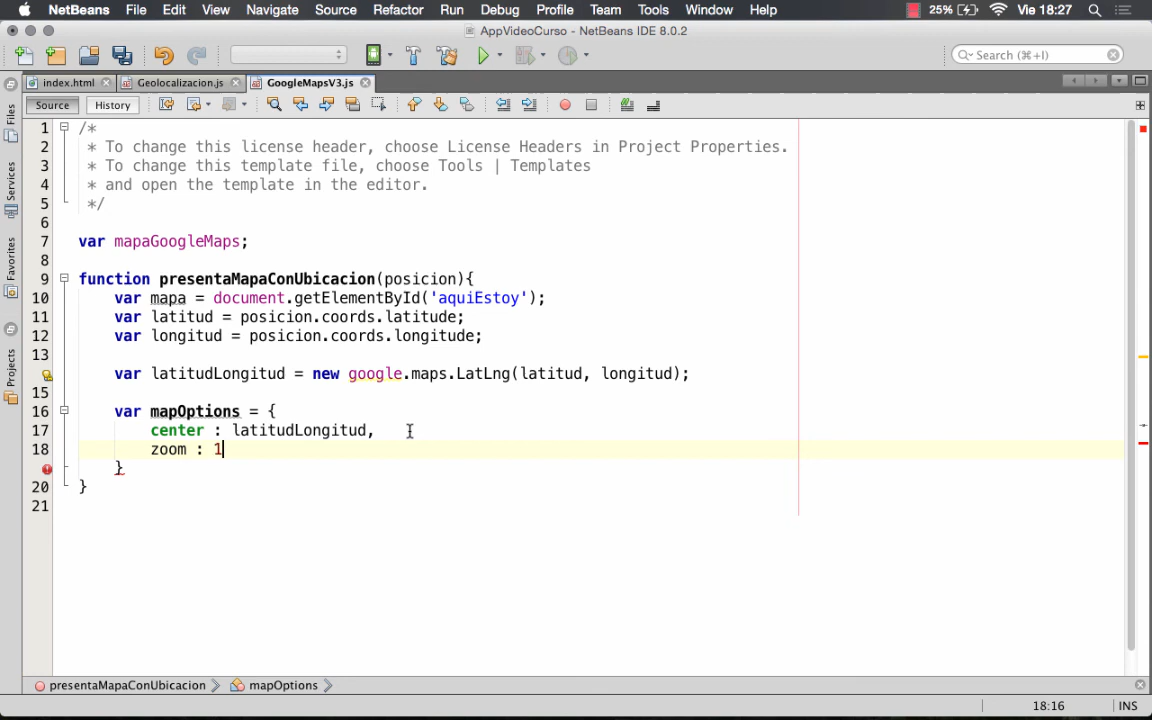 NetBeans File Edit View Navigate Source Refactor Run Debug Profile Team Tools Window Help 25% Vie 18:27
AppVideoCurso - NetBeans IDE 8.0.2
Search (⌘+I)
index.html Geolocalizacion.js GoogleMapsV3.js
Source History
Files
Services
Favorites
Projects
1 /*
2 * To change this license header, choose License Headers in Project Properties.
3 * To change this template file, choose Tools | Templates
4 * and open the template in the editor.
5 */
6
7 var mapaGoogleMaps;
8
9 function presentaMapaConUbicacion(posicion){
10 var mapa = document.getElementById('aquiEstoy');
11 var latitud = posicion.coords.latitude;
12 var longitud = posicion.coords.longitude;
13
var latitudLongitud = new google.maps.LatLng(latitud, longitud);
15
16 var mapOptions = {
17 center : latitudLongitud,
18 zoom : 1
}
20 }
21
presentaMapaConUbicacion mapOptions
18:16 INS